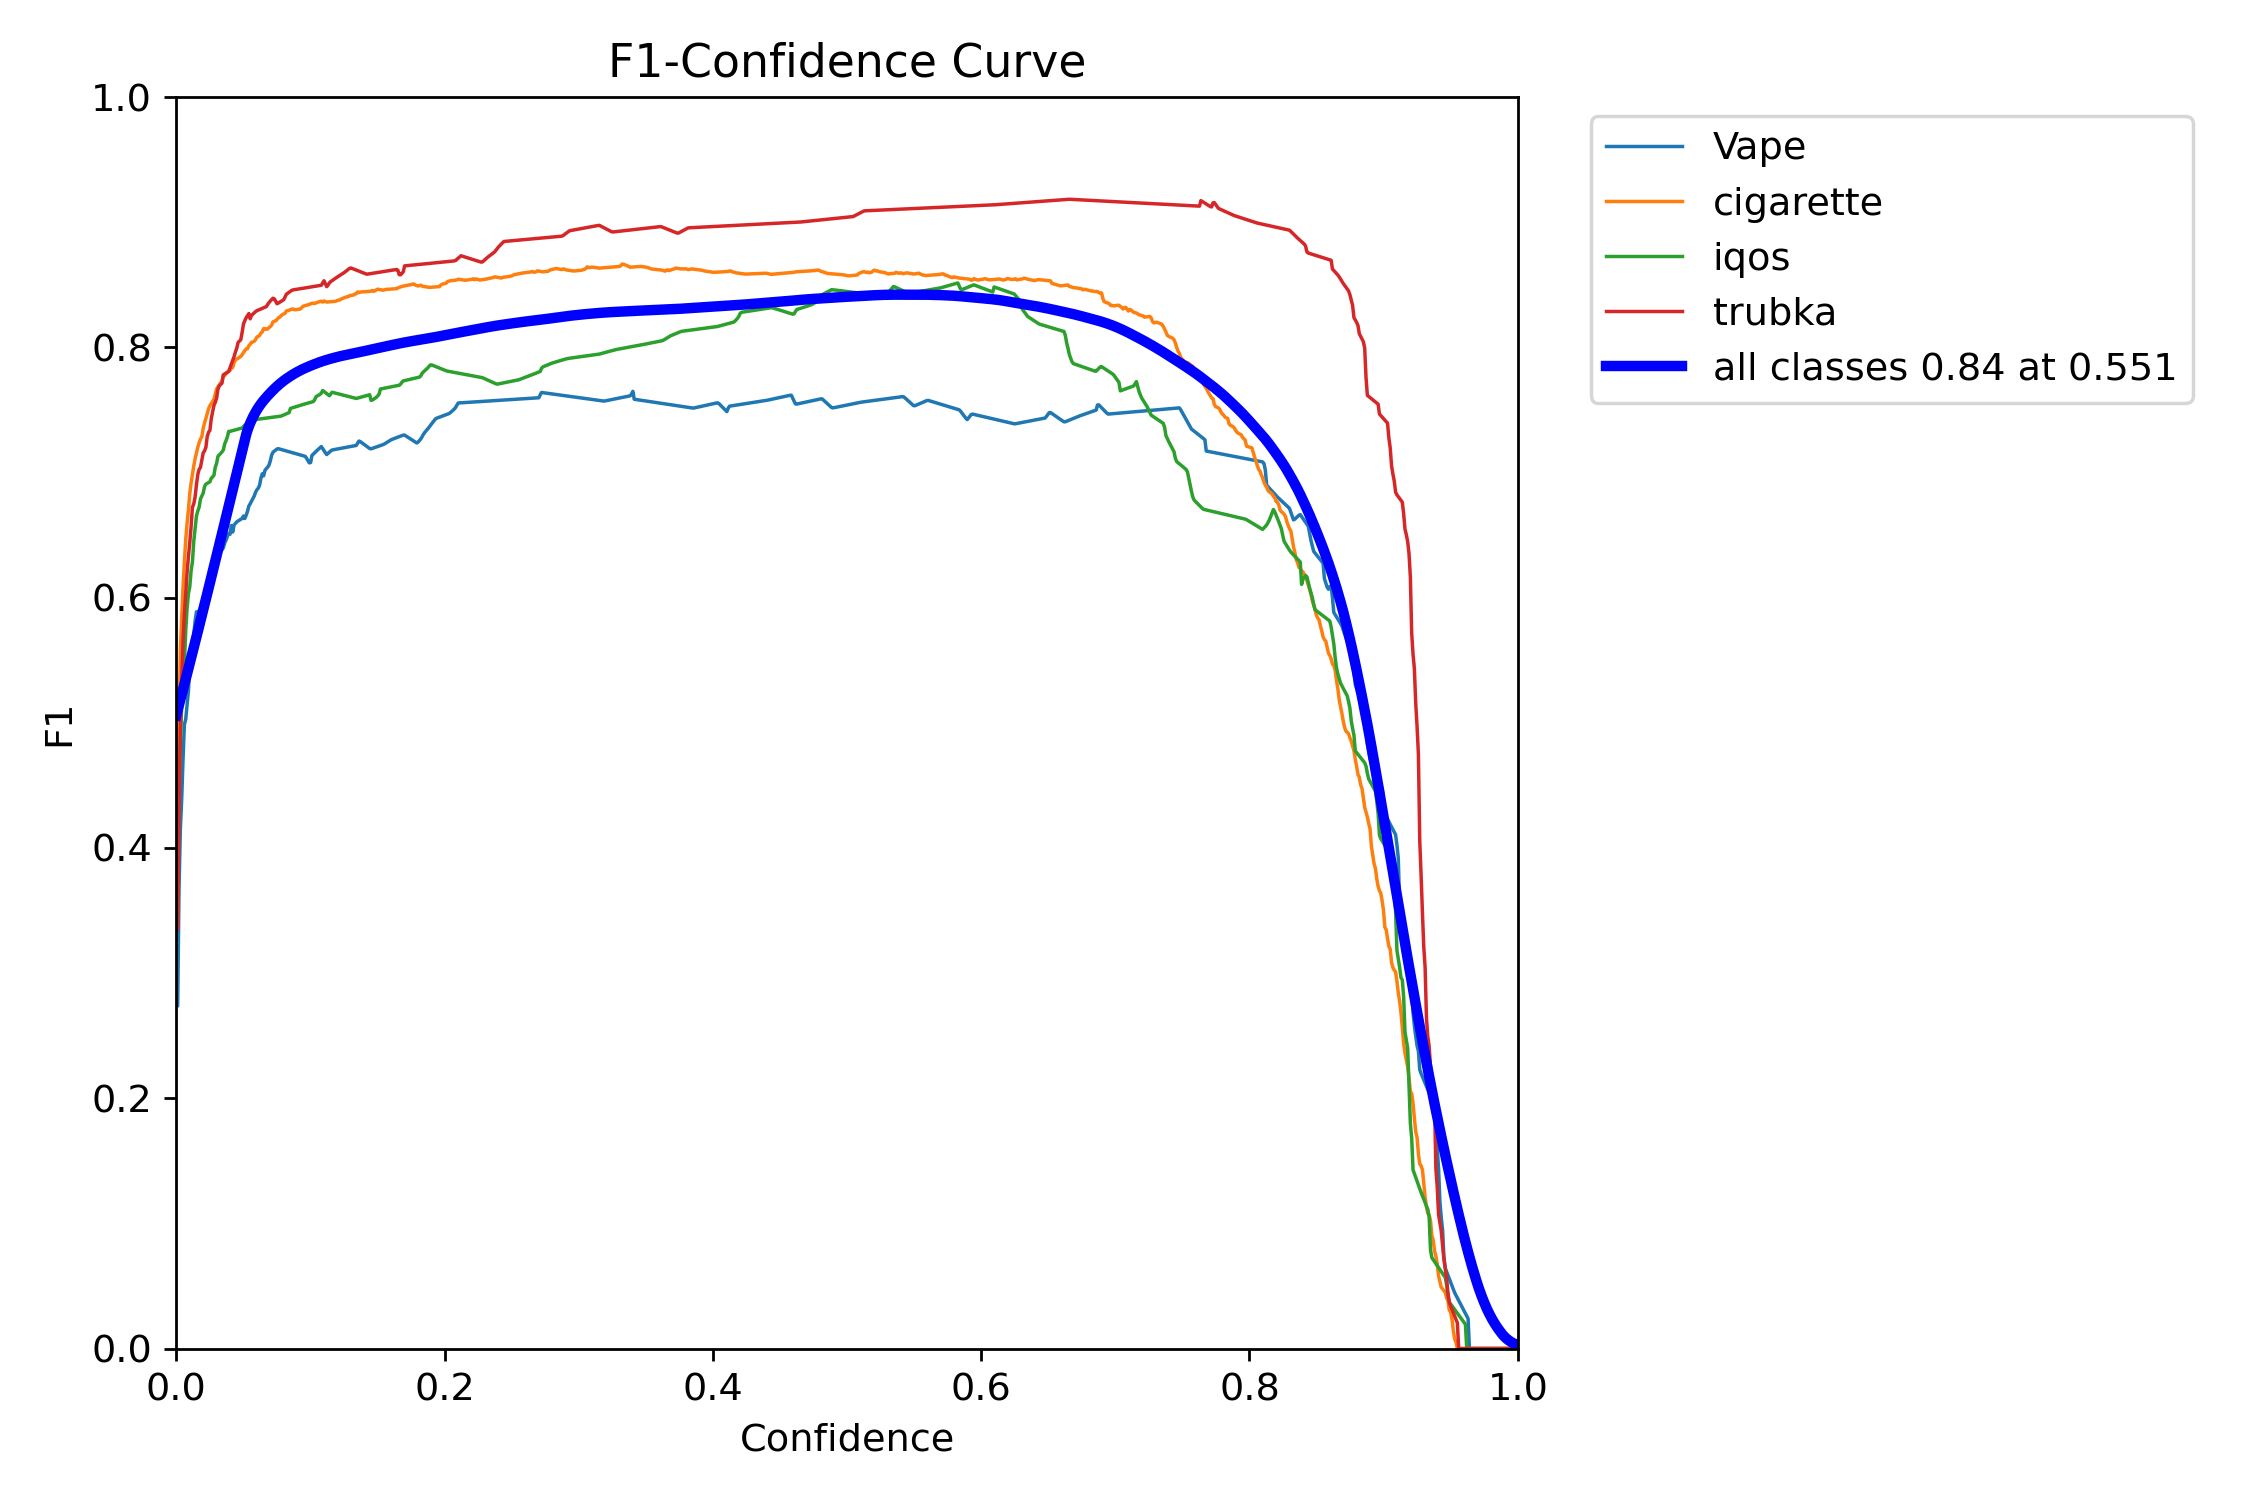 F1-Confidence Curve
1.0
0.8
0.6
0.4
0.2
0.0
F1
0.0 0.2 0.4 0.6 0.8 1.0
Confidence
Vape
cigarette
iqos
trubka
all classes 0.84 at 0.551